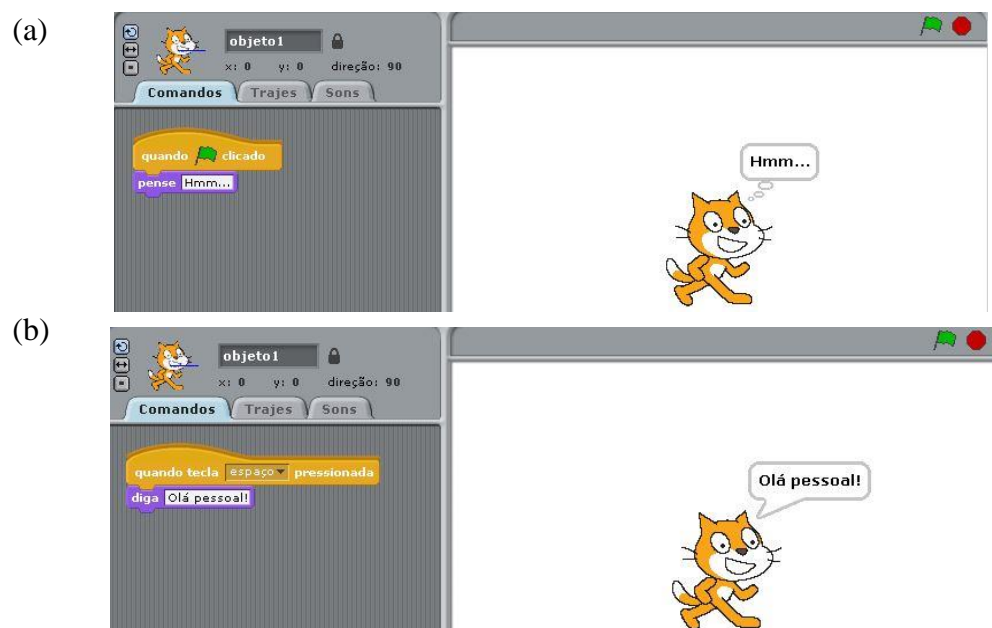 (a)
objeto1
x: 0 y: 0 direção: 90
Comandos Trajes Sons
quando clicado
pense Hmm...
Hmm...
(b)
objeto1
x: 0 y: 0 direção: 90
Comandos Trajes Sons
quando tecla espaço pressionada
diga Olá pessoal!
Olá pessoal!